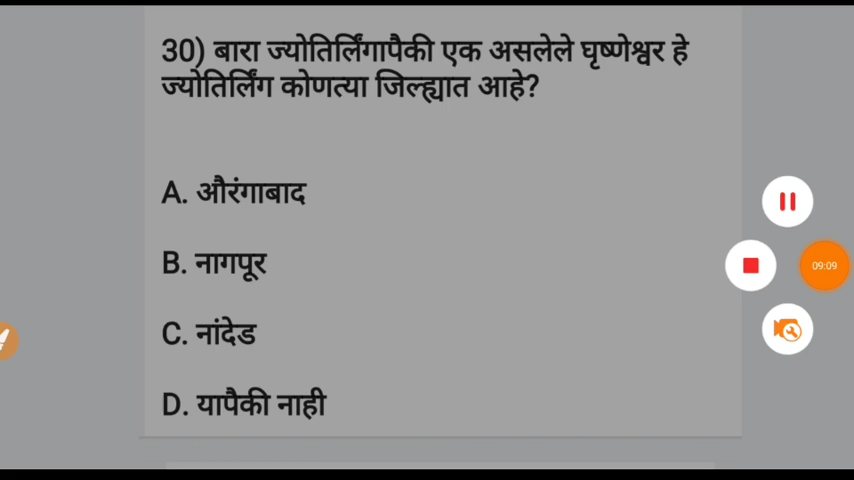 30) बारा ज्योतिर्लिंगापैकी एक असलेले घृष्णेश्वर हे
ज्योतिर्लिंग कोणत्या जिल्ह्यात आहे?
A. औरंगाबाद
B. नागपूर
C. नांदेड
D. यापैकी नाही
09:09